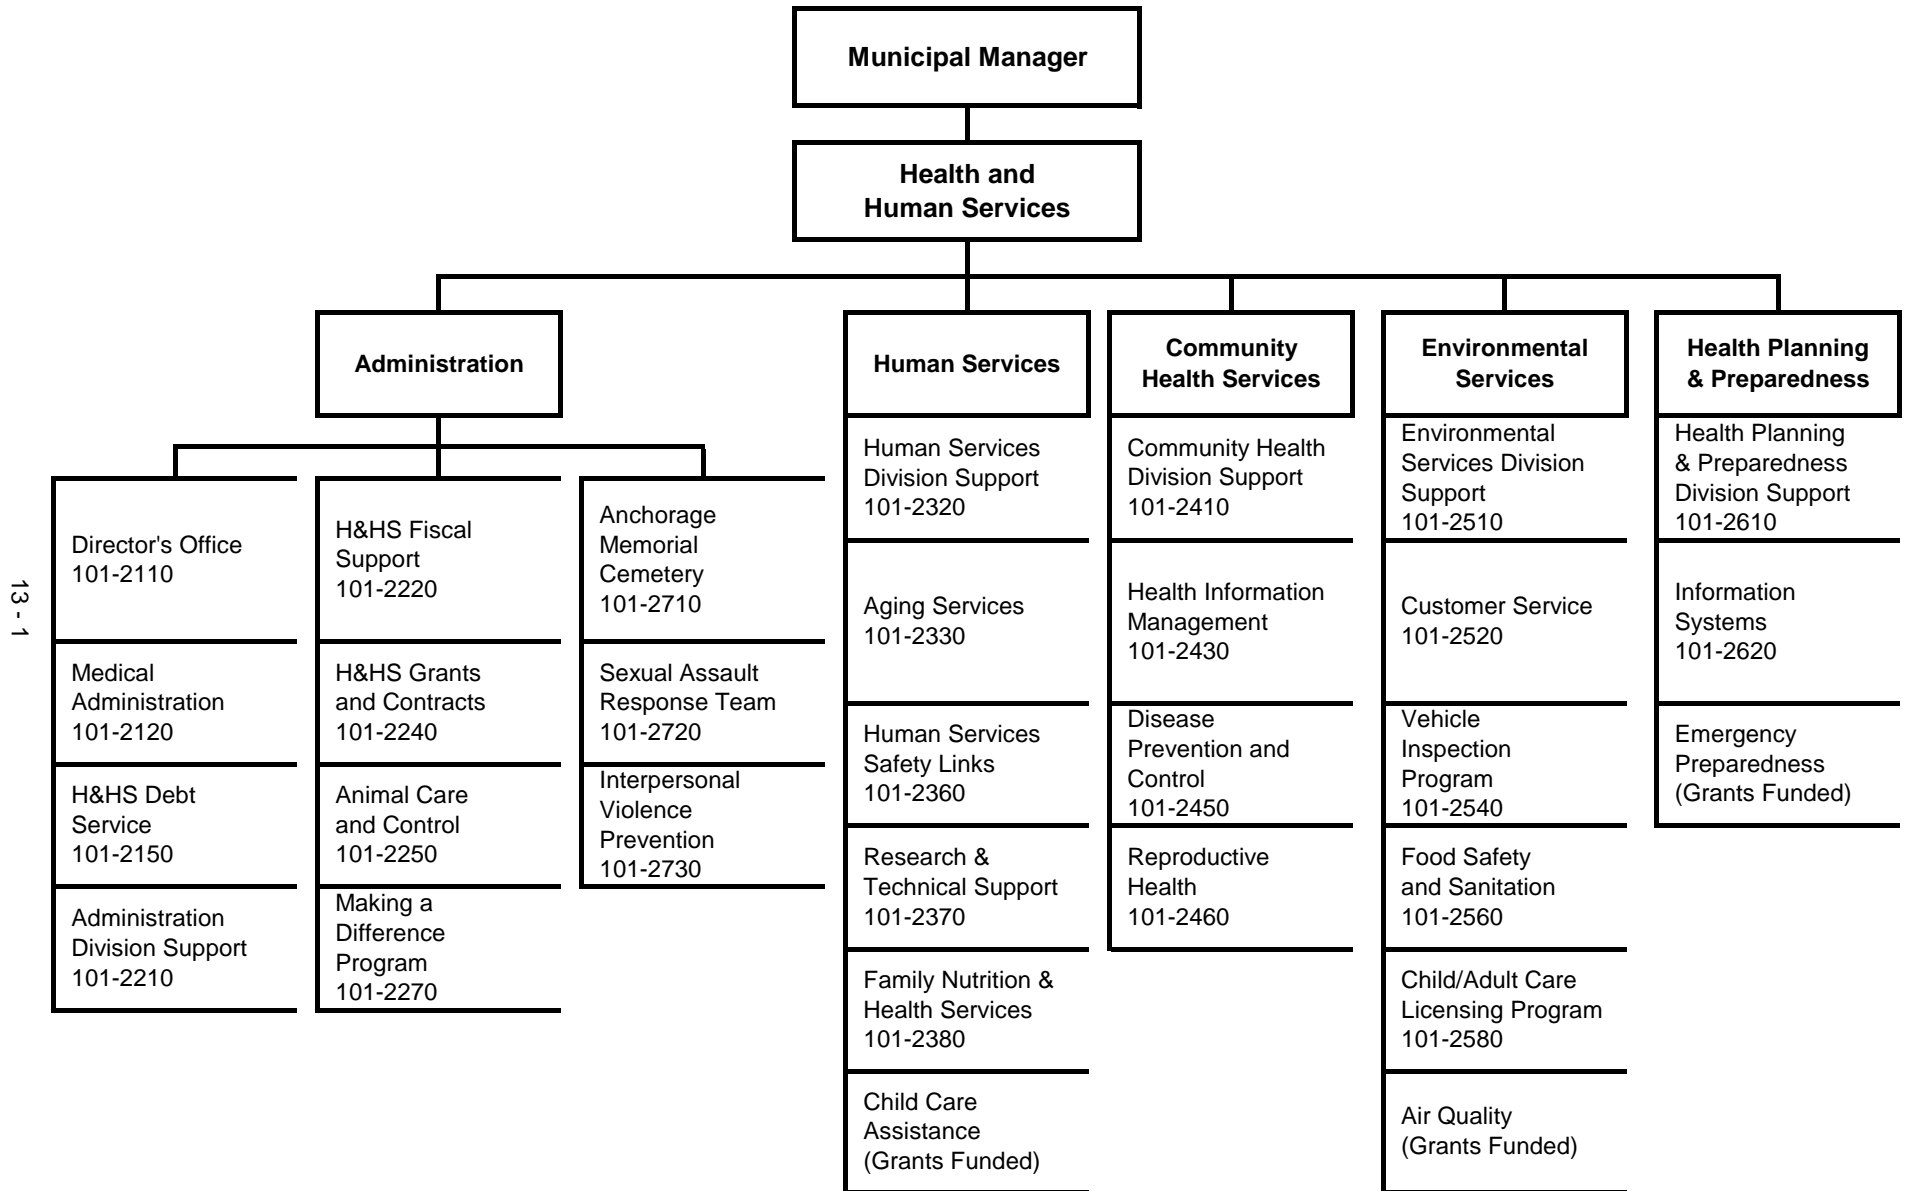 Municipal Manager
Health and
Human Services
Administration
Human Services
Community
Health Services
Environmental
Services
Health Planning
& Preparedness
Director's Office
101-2110
Medical
Administration
101-2120
H&HS Debt
Service
101-2150
Administration
Division Support
101-2210
H&HS Fiscal
Support
101-2220
H&HS Grants
and Contracts
101-2240
Animal Care
and Control
101-2250
Making a
Difference
Program
101-2270
Anchorage
Memorial
Cemetery
101-2710
Sexual Assault
Response Team
101-2720
Interpersonal
Violence
Prevention
101-2730
Human Services
Division Support
101-2320
Aging Services
101-2330
Human Services
Safety Links
101-2360
Research &
Technical Support
101-2370
Family Nutrition &
Health Services
101-2380
Child Care
Assistance
(Grants Funded)
Community Health
Division Support
101-2410
Health Information
Management
101-2430
Disease
Prevention and
Control
101-2450
Reproductive
Health
101-2460
Environmental
Services Division
Support
101-2510
Customer Service
101-2520
Vehicle
Inspection
Program
101-2540
Food Safety
and Sanitation
101-2560
Child/Adult Care
Licensing Program
101-2580
Air Quality
(Grants Funded)
Health Planning
& Preparedness
Division Support
101-2610
Information
Systems
101-2620
Emergency
Preparedness
(Grants Funded)
13 - 1